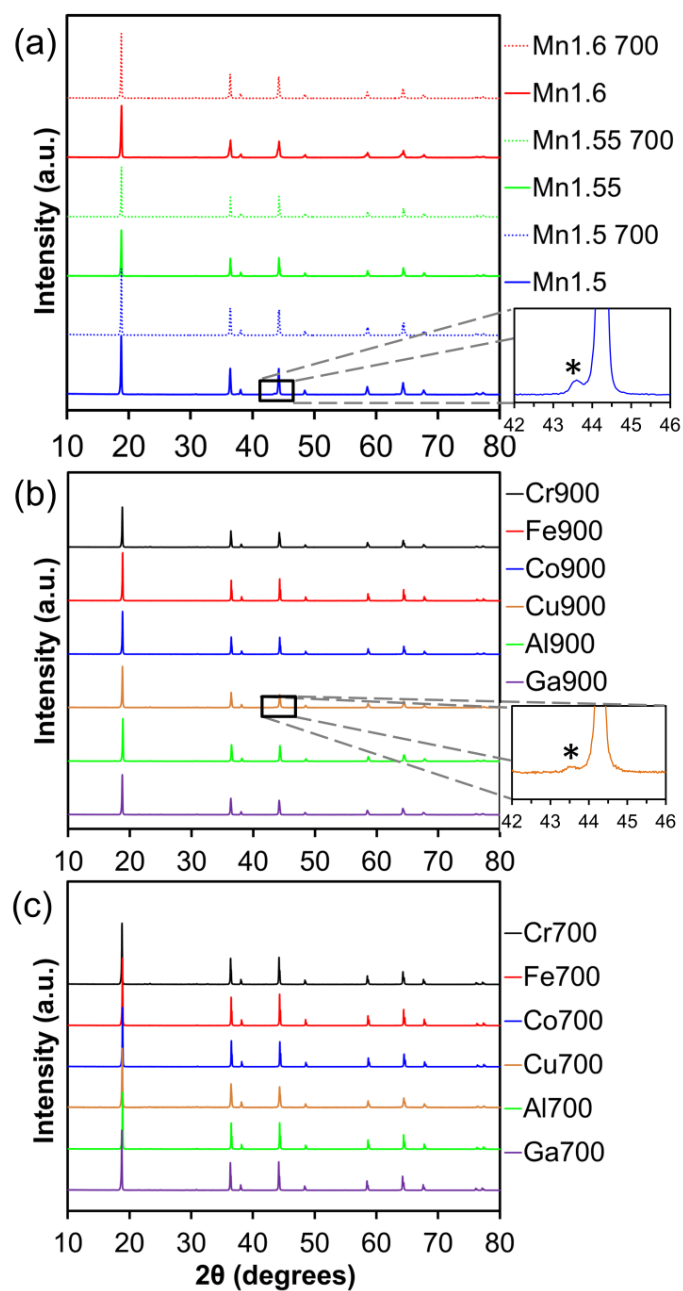 (a)
Intensity (a.u.)
Mn1.6 700
Mn1.6
Mn1.55 700
Mn1.55
Mn1.5 700
Mn1.5
*
42 43 44 45 46
10 20 30 40 50 60 70 80
(b)
Intensity (a.u.)
Cr900
Fe900
Co900
Cu900
Al900
Ga900
*
42 43 44 45 46
10 20 30 40 50 60 70 80
(c)
Intensity (a.u.)
Cr700
Fe700
Co700
Cu700
Al700
Ga700
10 20 30 40 50 60 70 80
2θ (degrees)